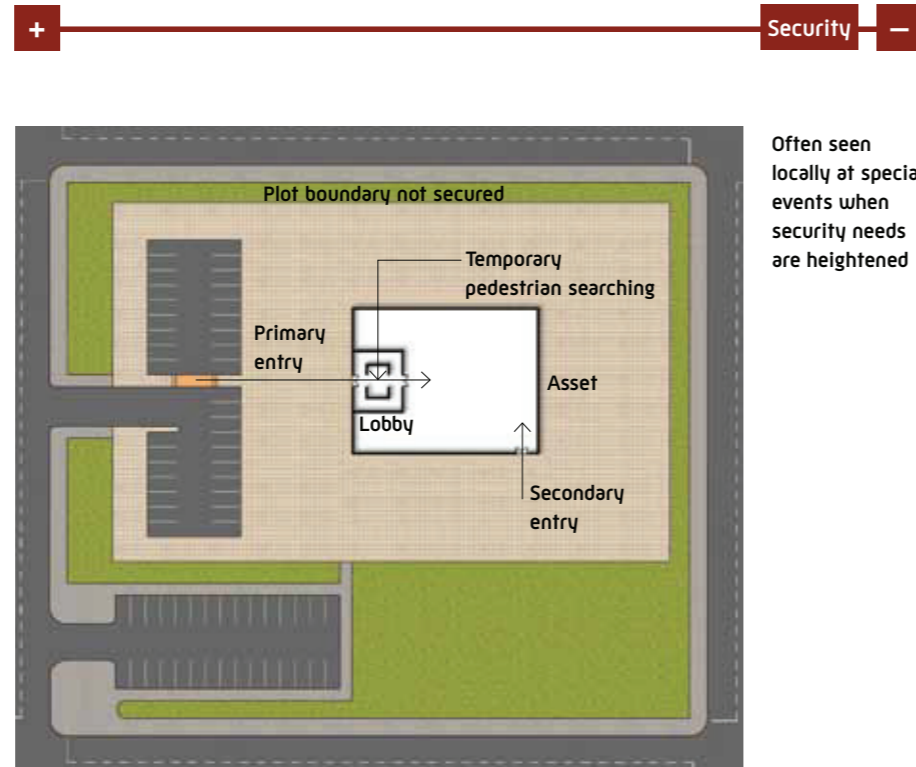 +
Security
–
Often seen
locally at specia
events when
security needs
are heightened
Plot boundary not secured
Temporary
pedestrian searching
Primary
entry
Asset
Lobby
Secondary
entry